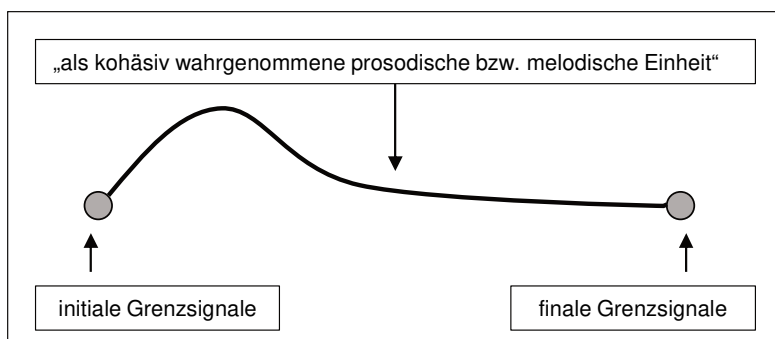 „als kohäsiv wahrgenommene prosodische bzw. melodische Einheit“
initiale Grenzsignale
finale Grenzsignale